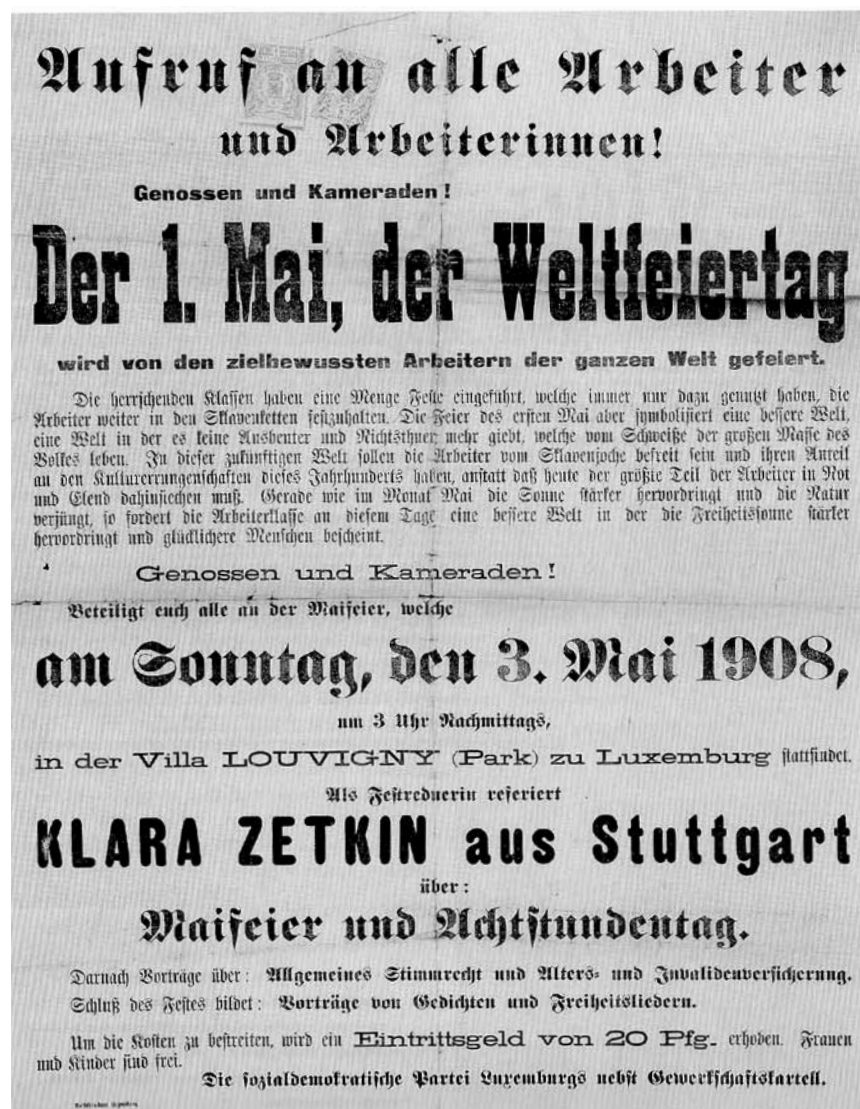 Aufruf an alle Arbeiter
und Arbeiterinnen!
Genossen und Kameraden!
Der 1. Mai, der Weltfeiertag
wird von den zielbewussten Arbeitern der ganzen Welt gefeiert.
Die herrschenden Klassen haben eine Menge Feste eingeführt, welche immer nur dazu genutzt haben, die
Arbeiter weiter in den Sklavenketten festzuhalten. Die Feier des ersten Mai aber symbolisiert eine bessere Welt,
eine Welt in der es keine Ausbeuter und Nichtsthuer mehr giebt, welche vom Schweiße der großen Masse des
Volkes leben. In dieser zukunftigen Welt sollen die Arbeiter vom Sklavenjoche befreit sein und ihren Anteil
an den Kulturerrungenschaften dieses Jahrhunderts haben, anstatt daß heute der größte Teil der Arbeiter in Not
und Elend dahinsiechen muß. Gerade wie im Monat Mai die Sonne stärker hervordringt und die Natur
verjüngt, so fordert die Arbeiterklasse an diesem Tage eine bessere Welt in der die Freiheitssonne stärker
hervordringt und glücklichere Menschen bescheint.
Genossen und Kameraden!
Beteiligt euch alle an der Maifeier, welche
am Sonntag, den 3. Mai 1908,
um 3 Uhr Nachmittags,
in der Villa LOUVIGNY (Park) zu Luxemburg stattfindet.
Als Festrednerin referiert
KLARA ZETKIN aus Stuttgart
über:
Maifeier und Achtstundentag.
Darnach Vorträge über: Allgemeines Stimmrecht und Alters- und Invalidenversicherung.
Schluß des Festes bildet: Vorträge von Gedichten und Freiheitsliedern.
Um die Kosten zu bestreiten, wird ein Eintrittsgeld von 20 Pfg. erhoben. Frauen
und Kinder sind frei.
Die sozialdemokratische Partei Luxemburgs nebst Gewerkschaftskartell.